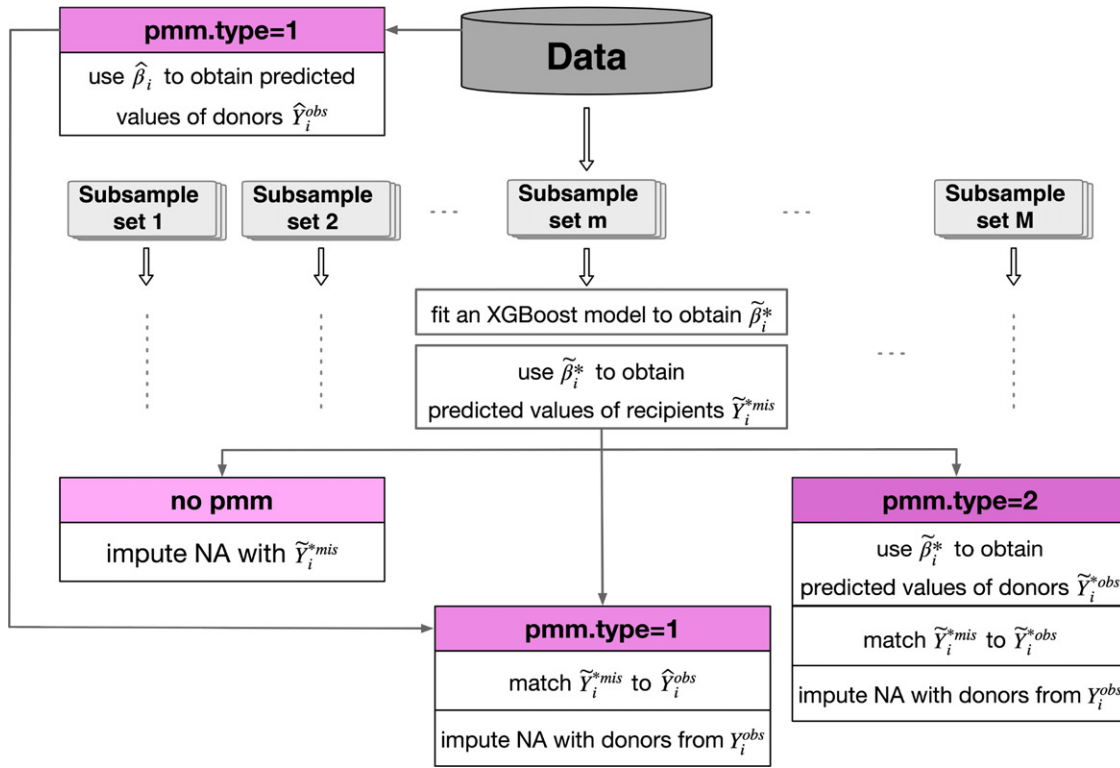 pmm.type=1
use β̂ᵢ to obtain predicted
values of donors Ŷᵢᵒᵇˢ
Data
Subsample
set 1
Subsample
set 2
....
Subsample
set m
....
Subsample
set M
fit an XGBoost model to obtain β̃ᵢ*
....
use β̃ᵢ* to obtain
predicted values of recipients Ỹᵢ*ᵐⁱˢ
no pmm
impute NA with Ỹᵢ*ᵐⁱˢ
pmm.type=1
match Ỹᵢ*ᵐⁱˢ to Ŷᵢᵒᵇˢ
impute NA with donors from Yᵢᵒᵇˢ
pmm.type=2
use β̃ᵢ* to obtain
predicted values of donors Ỹᵢ*ᵒᵇˢ
match Ỹᵢ*ᵐⁱˢ to Ỹᵢ*ᵒᵇˢ
impute NA with donors from Yᵢᵒᵇˢ